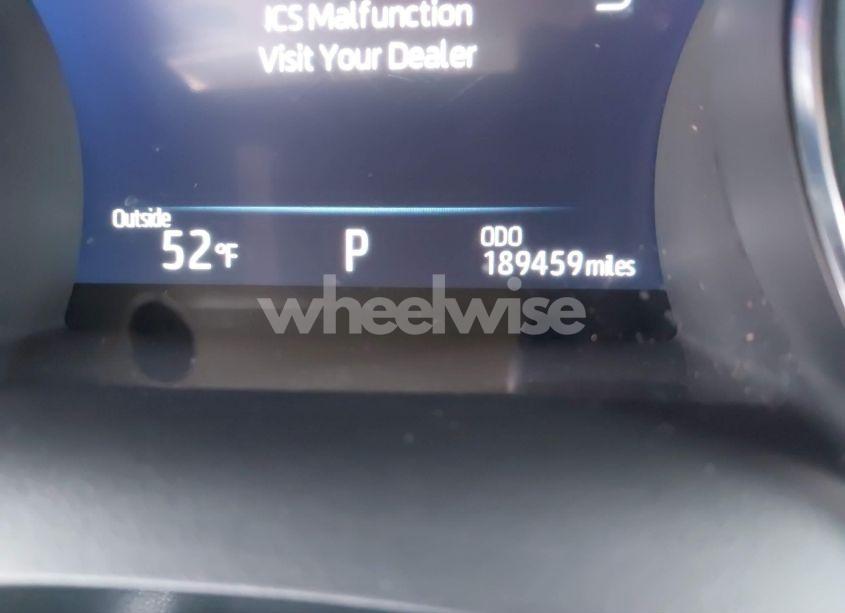 ICS Malfunction
Visit Your Dealer
Outside
52°F
P
ODO
189459 miles
wheelwise